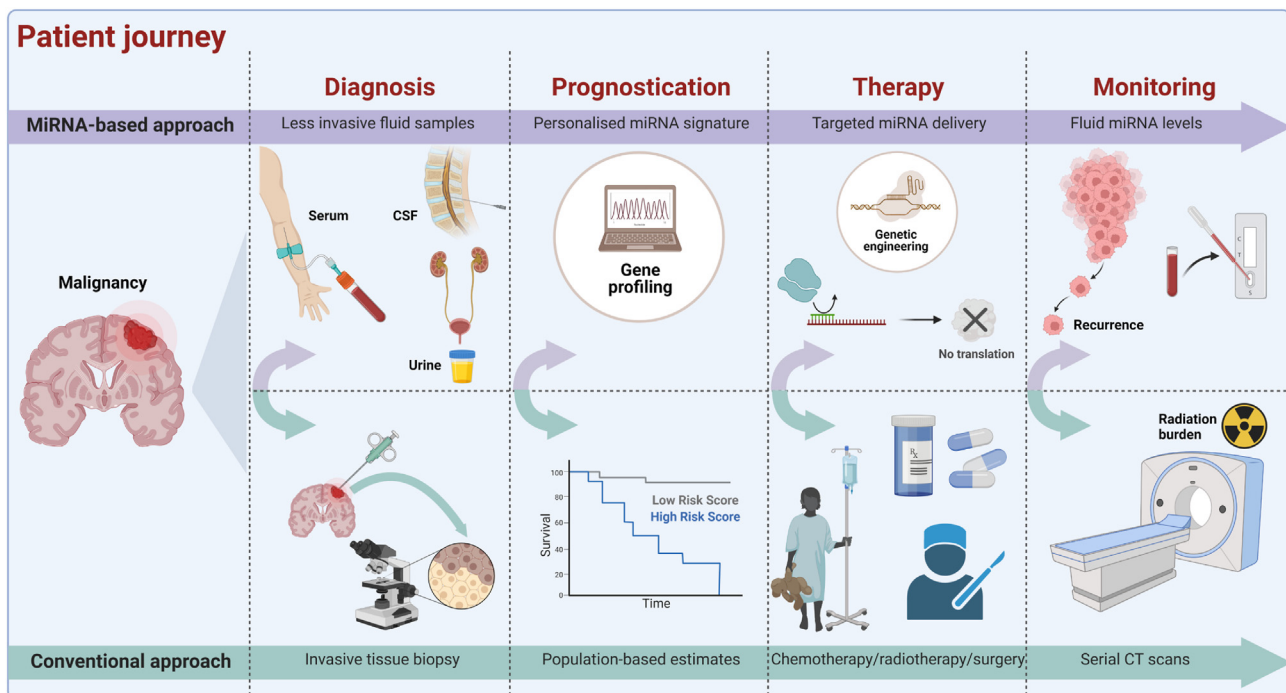 Patient journey
Diagnosis
Prognostication
Therapy
Monitoring
MiRNA-based approach
Less invasive fluid samples
Personalised miRNA signature
Targeted miRNA delivery
Fluid miRNA levels
Malignancy
Serum
CSF
Urine
Gene
profiling
Genetic
engineering
No translation
Recurrence
C
T
S
100
80
60
40
20
0
Survival
Low Risk Score
High Risk Score
Time
Rx
Radiation
burden
Conventional approach
Invasive tissue biopsy
Population-based estimates
Chemotherapy/radiotherapy/surgery
Serial CT scans